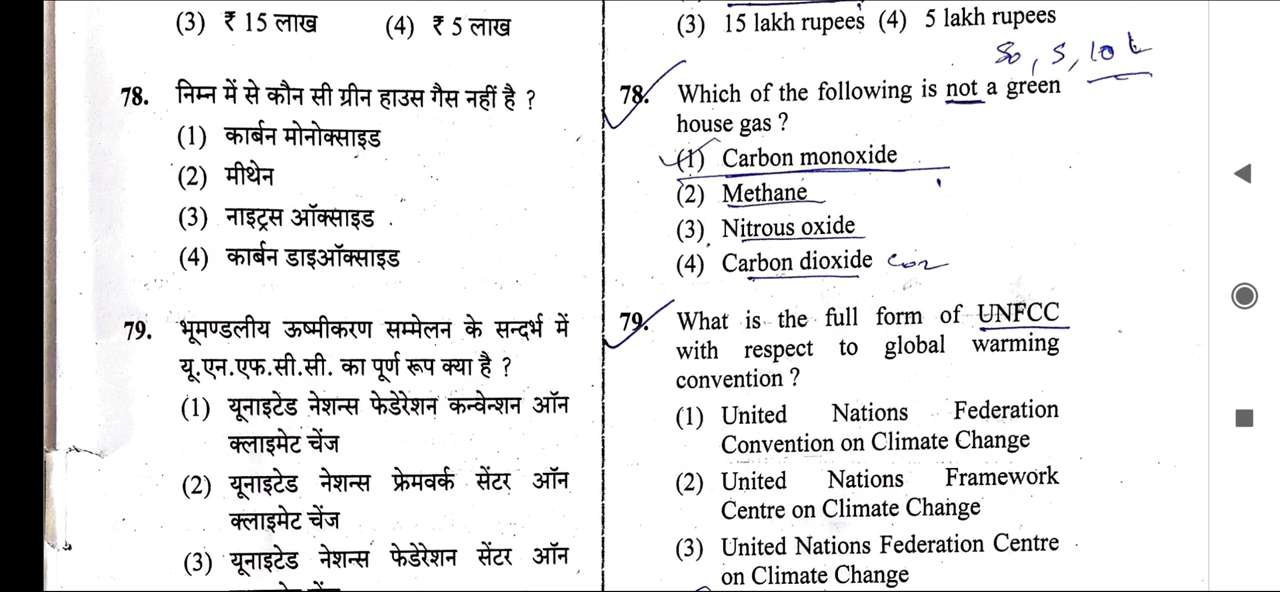 (3) ₹ 15 लाख (4) ₹ 5 लाख
78. निम्न में से कौन सी ग्रीन हाउस गैस नहीं है ?
(1) कार्बन मोनोक्साइड
(2) मीथेन
(3) नाइट्रस ऑक्साइड
(4) कार्बन डाइऑक्साइड
79. भूमण्डलीय ऊष्मीकरण सम्मेलन के सन्दर्भ में
यू.एन.एफ.सी.सी. का पूर्ण रूप क्या है ?
(1) यूनाइटेड नेशन्स फेडेरेशन कन्वेन्शन ऑन
क्लाइमेट चेंज
(2) यूनाइटेड नेशन्स फ्रेमवर्क सेंटर ऑन
क्लाइमेट चेंज
(3) यूनाइटेड नेशन्स फेडेरेशन सेंटर ऑन
(3) 15 lakh rupees (4) 5 lakh rupees
78. Which of the following is not a green
house gas ?
(1) Carbon monoxide
(2) Methane
(3) Nitrous oxide
(4) Carbon dioxide
79. What is the full form of UNFCC
with respect to global warming
convention ?
(1) United Nations Federation
Convention on Climate Change
(2) United Nations Framework
Centre on Climate Change
(3) United Nations Federation Centre
on Climate Change